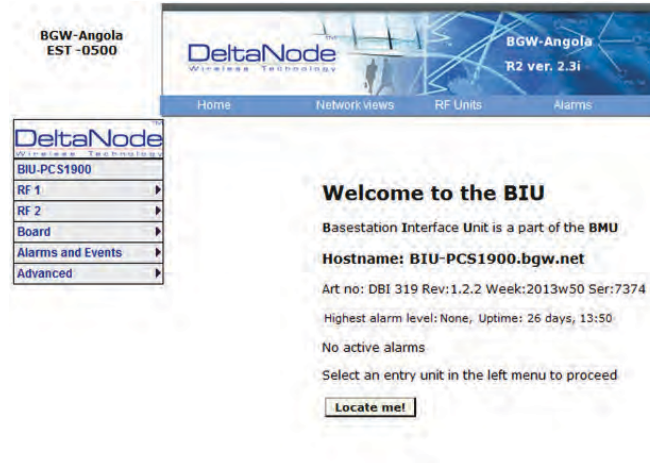 BGW-Angola
EST -0500
DeltaNode
Wireless Technology
BGW-Angola
R2 ver. 2.3i
Home Network views RF Units Alarms
DeltaNode
Wireless Technology
BIU-PCS1900
RF 1
RF 2
Board
Alarms and Events
Advanced
Welcome to the BIU
Basestation Interface Unit is a part of the BMU
Hostname: BIU-PCS1900.bgw.net
Art no: DBI 319 Rev:1.2.2 Week:2013w50 Ser:7374
Highest alarm level: None, Uptime: 26 days, 13:50
No active alarms
Select an entry unit in the left menu to proceed
Locate me!